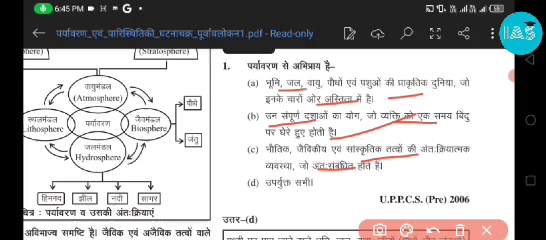 6:45 PM
58
पर्यावरण_एवं_पारिस्थितिकी_घटनाचक्र_पूर्वावलोकन1.pdf - Read-only
IAS
phere)
(Stratosphere)
वायुमंडल
(Atmosphere)
स्थलमंडल
Lithosphere)
पर्यावरण
जैवमंडल
Biosphere)
पौधे
जंतु
जलमंडल
Hydrosphere)
हिमनद
झील
नदी
सागर
चित्र : पर्यावरण व उसकी अंतःक्रियाएं
अविभाज्य समष्टि है। जैविक एवं अजैविक तत्वों वाले
1. पर्यावरण से अभिप्राय है-
(a) भूमि, जल, वायु, पौधों एवं पशुओं की प्राकृतिक दुनिया, जो
इनके चारों ओर अस्तित्व में है।
(b) उन संपूर्ण दशाओं का योग, जो व्यक्ति को एक समय बिंदु
पर घेरे हुए होती है।
(c) भौतिक, जैविकीय एवं सांस्कृतिक तत्वों की अंतःक्रियात्मक
व्यवस्था, जो अंतःसंबंधित होते हैं।
(d) उपर्युक्त सभी।
U.P.P.C.S. (Pre) 2006
उत्तर-(d)